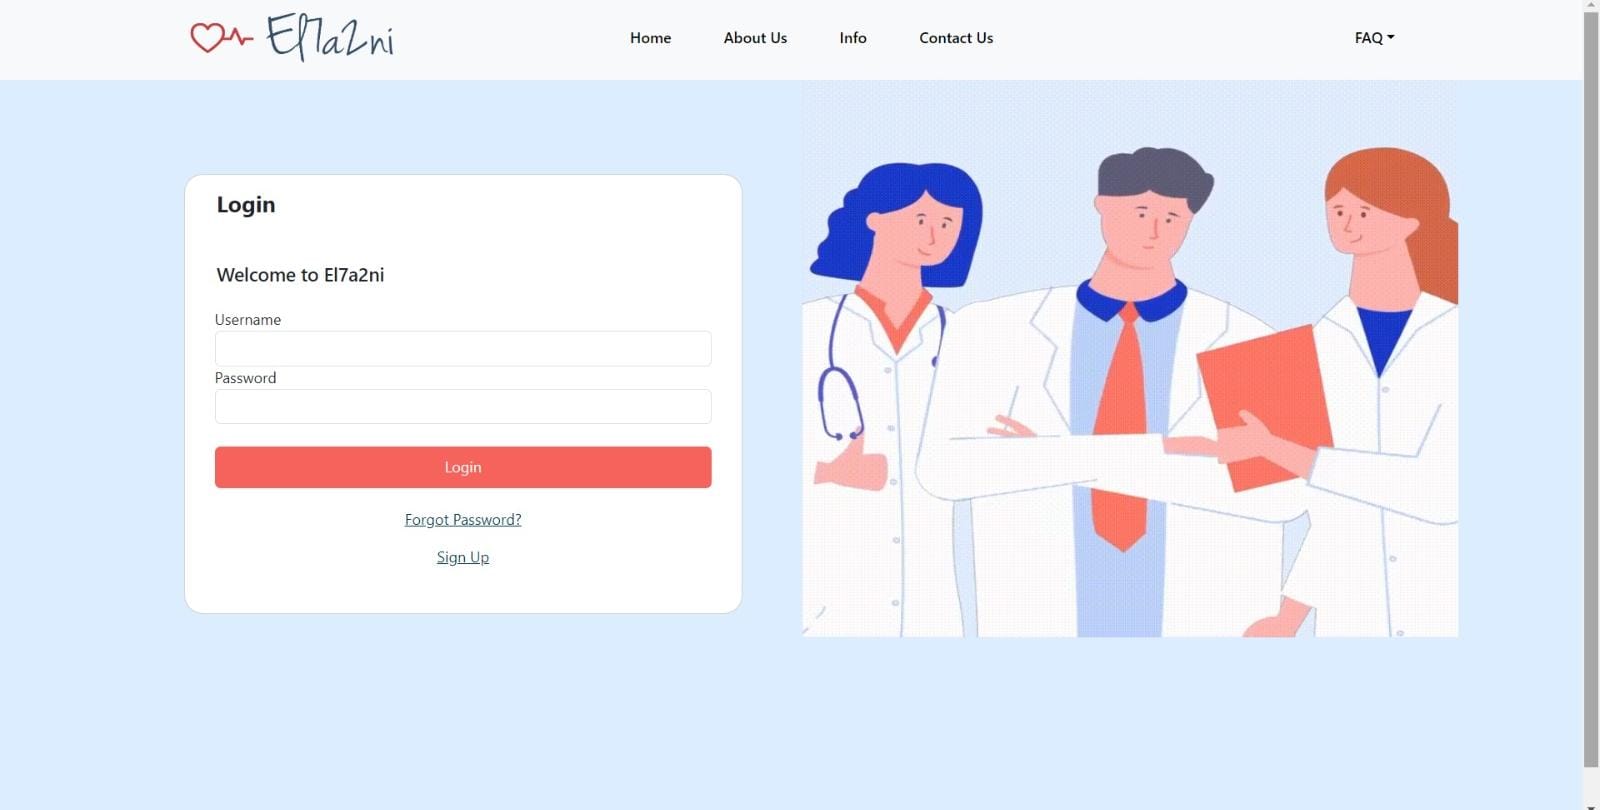 El7a2ni
Home About Us Info Contact Us FAQ
Login
Welcome to El7a2ni
Username
Password
Login
Forgot Password?
Sign Up